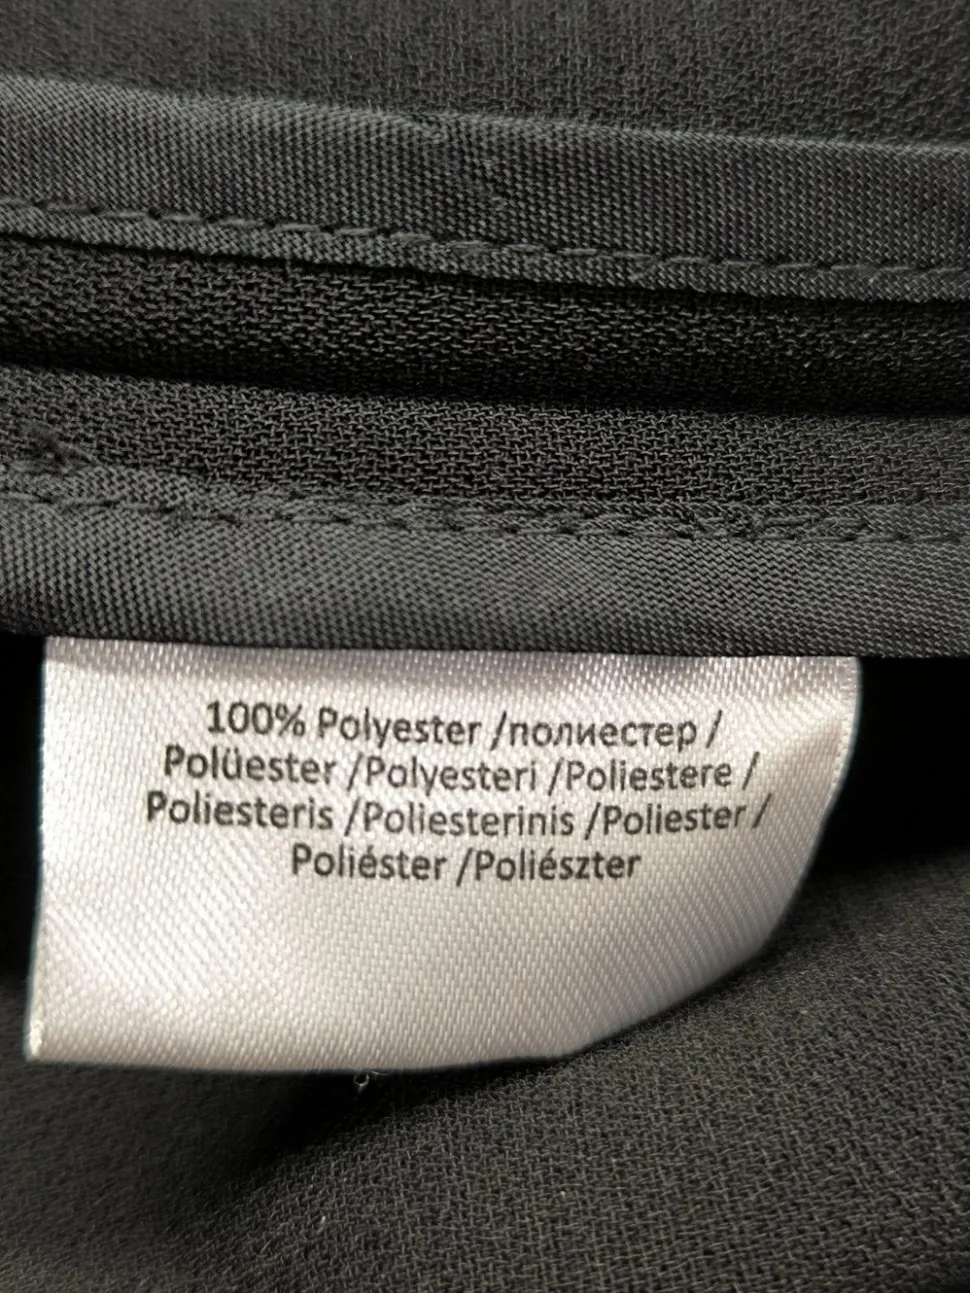 100% Polyester /полиестер /
Polüester /Polyesteri /Poliestere /
Poliesteris /Poliesterinis /Poliester /
Poliéster /Poliészter